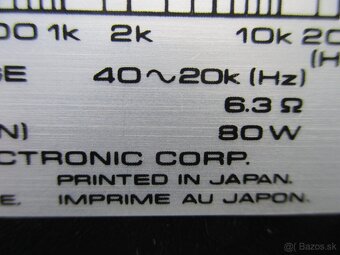 00 1k 2k 10k 20
(H
GE 40~20k (Hz)
6.3 Ω
N) 80 W
CTRONIC CORP.
PRINTED IN JAPAN.
E. IMPRIME AU JAPON.
© Bazos.sk